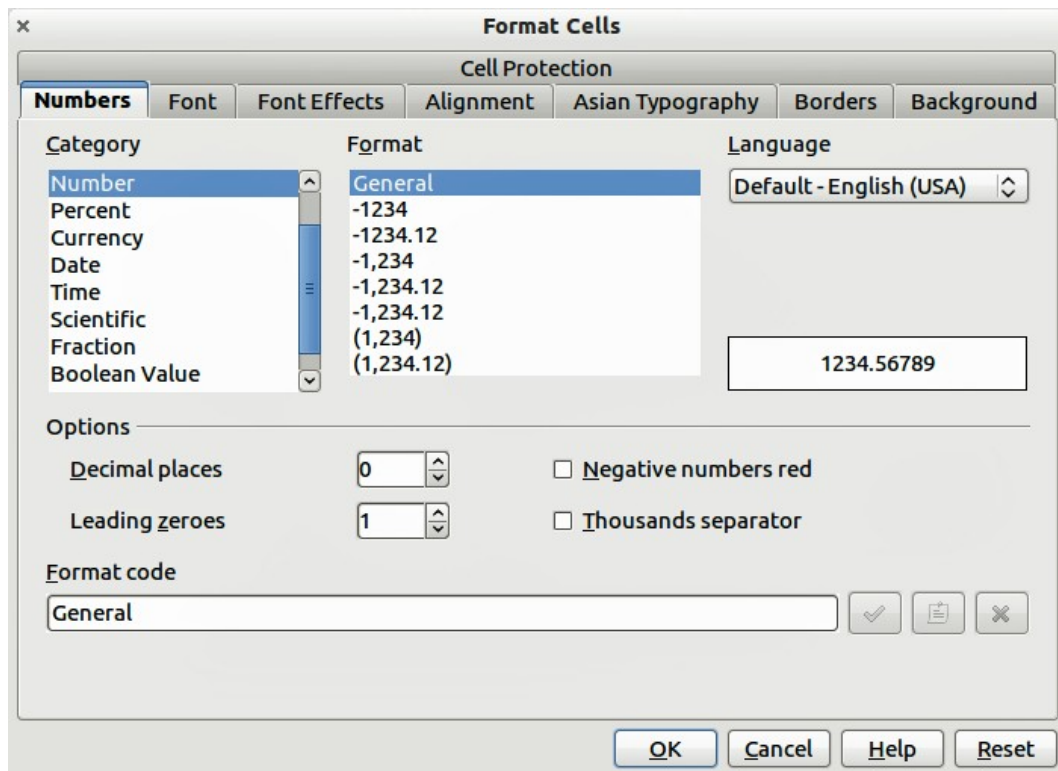 Format Cells
Cell Protection
Numbers Font Font Effects Alignment Asian Typography Borders Background
Category Format Language
Number General Default - English (USA)
Percent -1234
Currency -1234.12
Date -1,234
Time -1,234.12
Scientific -1,234.12
Fraction (1,234)
Boolean Value (1,234.12)
1234.56789
Options
Decimal places 0 Negative numbers red
Leading zeroes 1 Thousands separator
Format code
General
OK Cancel Help Reset